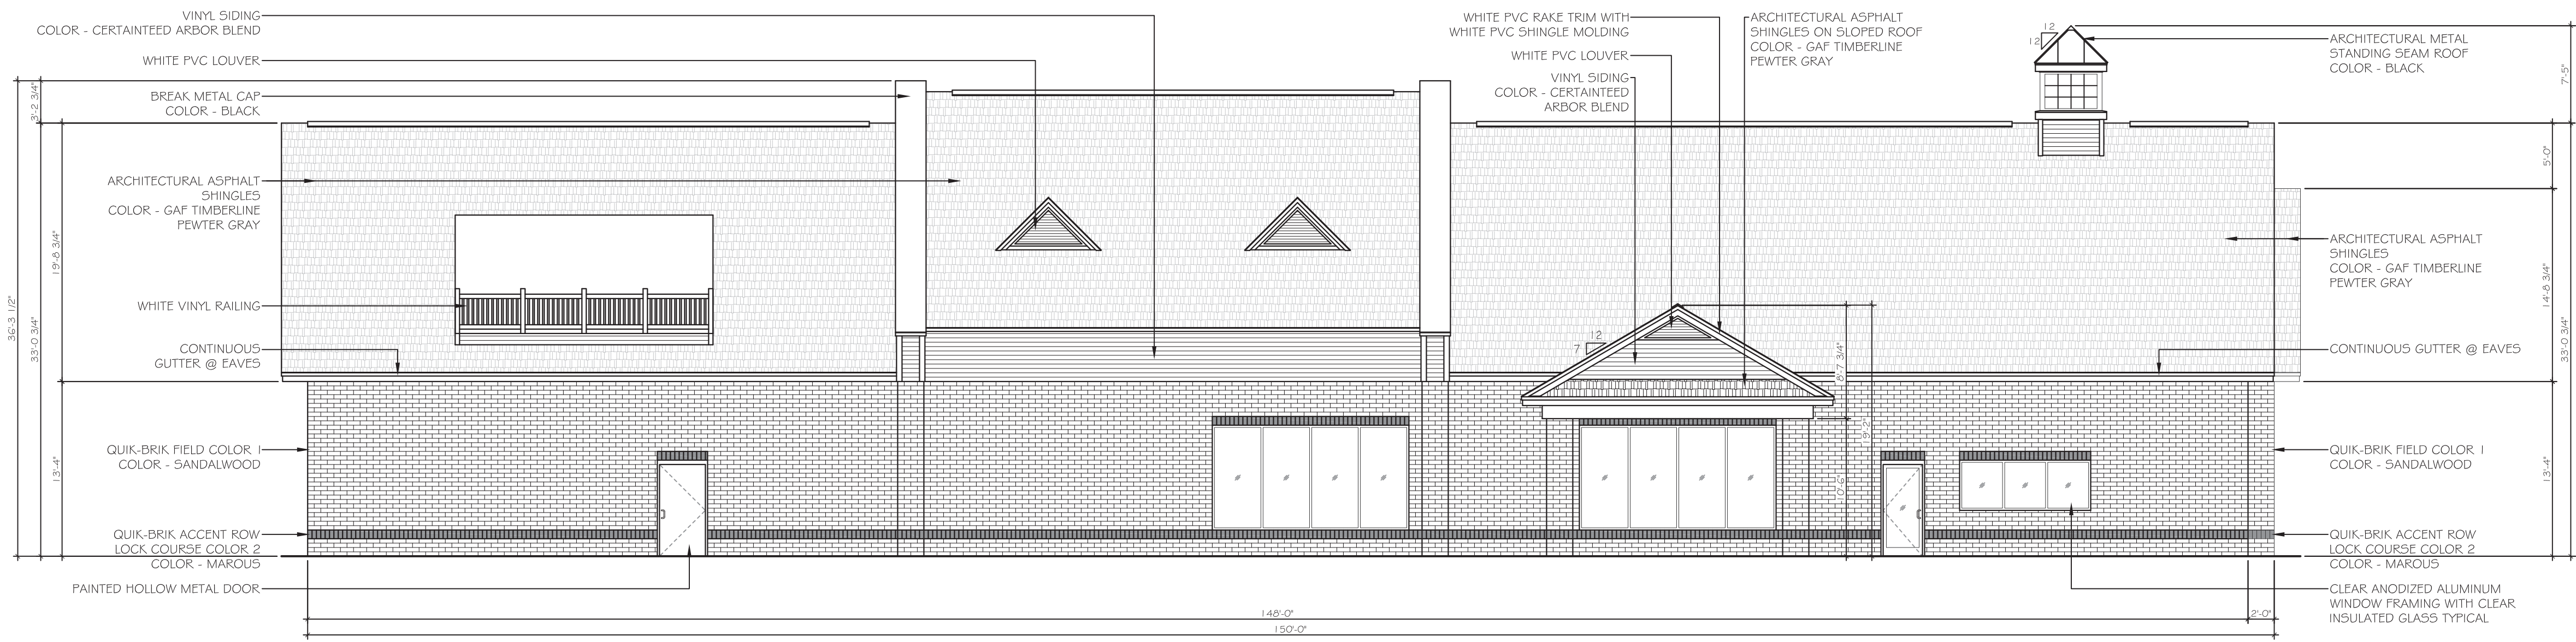 VINYL SIDING
COLOR - CERTAINTEED ARBOR BLEND
WHITE PVC LOUVER
BREAK METAL CAP
COLOR - BLACK
ARCHITECTURAL ASPHALT
SHINGLES
COLOR - GAF TIMBERLINE
PEWTER GRAY
WHITE VINYL RAILING
CONTINUOUS
GUTTER @ EAVES
QUIK-BRIK FIELD COLOR 1
COLOR - SANDALWOOD
QUIK-BRIK ACCENT ROW
LOCK COURSE COLOR 2
COLOR - MAROUS
PAINTED HOLLOW METAL DOOR
36'-3 1/2"
3'-2 3/4"
33'-0 3/4"
19'-8 3/4"
13'-4"
WHITE PVC RAKE TRIM WITH
WHITE PVC SHINGLE MOLDING
WHITE PVC LOUVER
VINYL SIDING
COLOR - CERTAINTEED
ARBOR BLEND
ARCHITECTURAL ASPHALT
SHINGLES ON SLOPED ROOF
COLOR - GAF TIMBERLINE
PEWTER GRAY
12
7
8'-7 3/4"
19'-2"
10'-6"
12
12
ARCHITECTURAL METAL
STANDING SEAM ROOF
COLOR - BLACK
ARCHITECTURAL ASPHALT
SHINGLES
COLOR - GAF TIMBERLINE
PEWTER GRAY
CONTINUOUS GUTTER @ EAVES
QUIK-BRIK FIELD COLOR 1
COLOR - SANDALWOOD
QUIK-BRIK ACCENT ROW
LOCK COURSE COLOR 2
COLOR - MAROUS
CLEAR ANODIZED ALUMINUM
WINDOW FRAMING WITH CLEAR
INSULATED GLASS TYPICAL
7'-5"
5'-0"
14'-8 3/4"
33'-0 3/4"
13'-4"
148'-0"
2'-0"
150'-0"